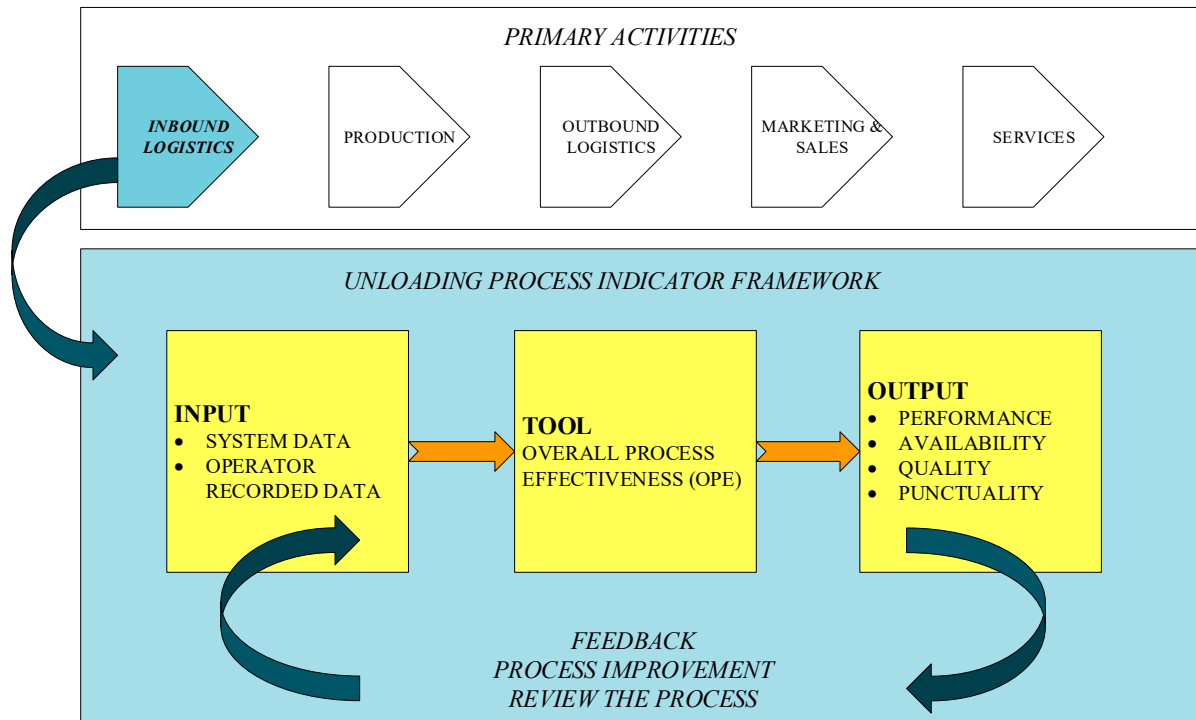 PRIMARY ACTIVITIES
INBOUND
LOGISTICS
PRODUCTION
OUTBOUND
LOGISTICS
MARKETING &
SALES
SERVICES
UNLOADING PROCESS INDICATOR FRAMEWORK
INPUT
• SYSTEM DATA
• OPERATOR
RECORDED DATA
TOOL
OVERALL PROCESS
EFFECTIVENESS (OPE)
OUTPUT
• PERFORMANCE
• AVAILABILITY
• QUALITY
• PUNCTUALITY
FEEDBACK
PROCESS IMPROVEMENT
REVIEW THE PROCESS